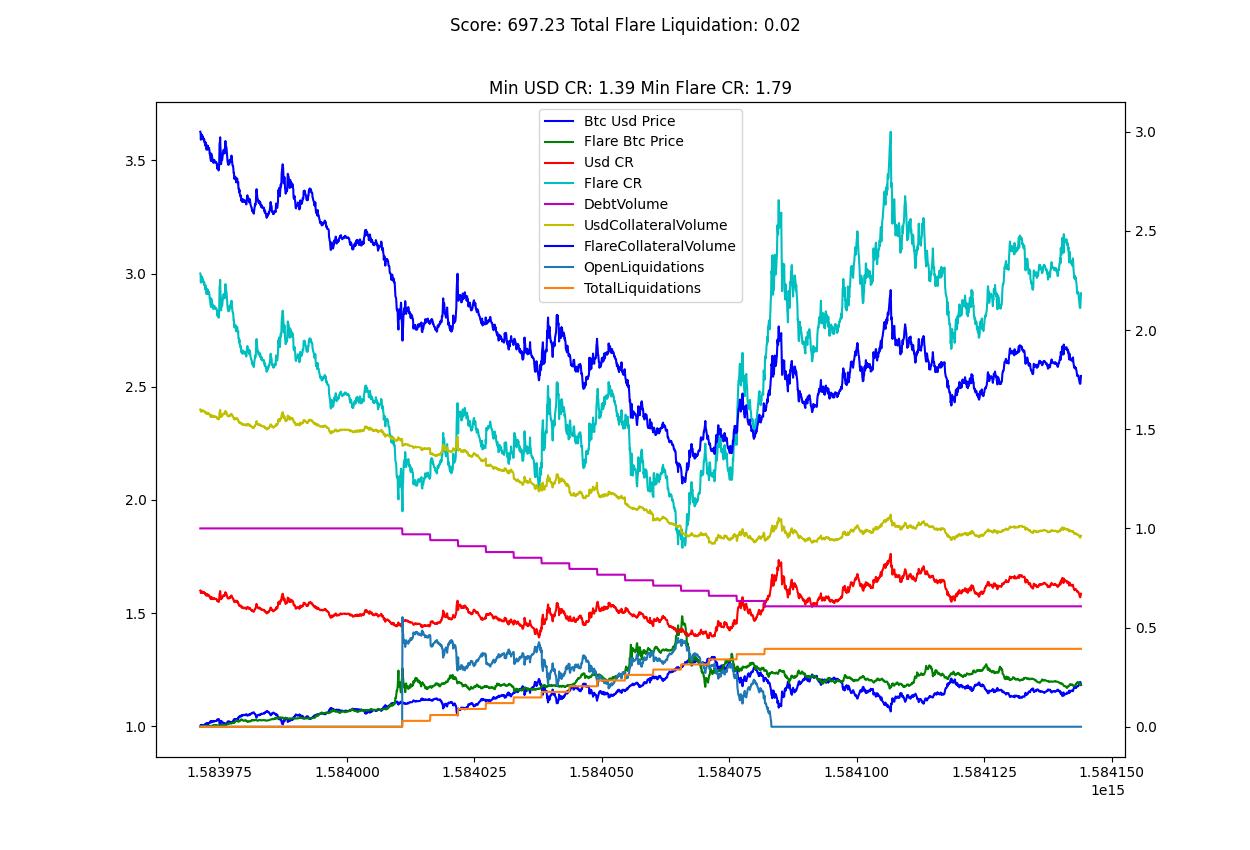 Score: 697.23 Total Flare Liquidation: 0.02
Min USD CR: 1.39 Min Flare CR: 1.79
Btc Usd Price
Flare Btc Price
Usd CR
Flare CR
DebtVolume
UsdCollateralVolume
FlareCollateralVolume
OpenLiquidations
TotalLiquidations
3.5
3.0
2.5
2.0
1.5
1.0
3.0
2.5
2.0
1.5
1.0
0.5
0.0
1.583975
1.584000
1.584025
1.584050
1.584075
1.584100
1.584125
1.584150
1e15